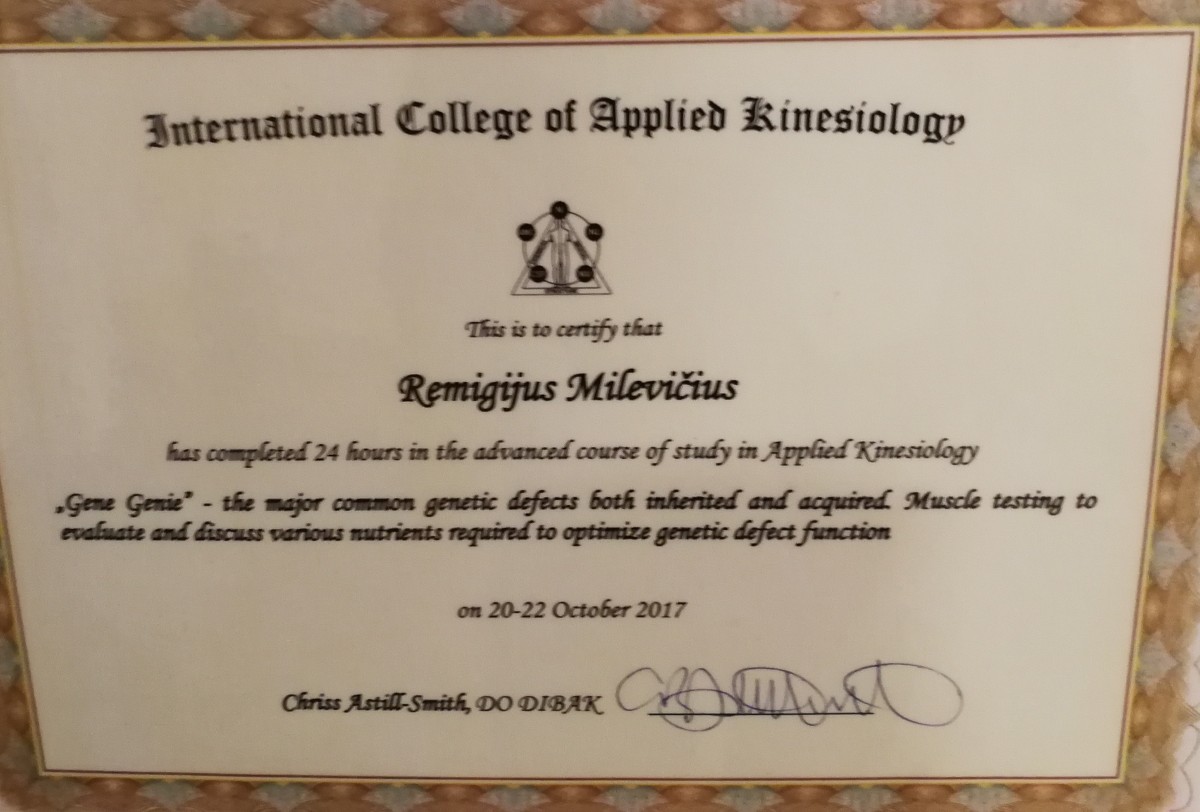 International College of Applied Kinesiology
This is to certify that
Remigijus Milevičius
has completed 24 hours in the advanced course of study in Applied Kinesiology
„Gene Genie” - the major common genetic defects both inherited and acquired. Muscle testing to
evaluate and discuss various nutrients required to optimize genetic defect function
on 20-22 October 2017
Chriss Astill-Smith, DO DIBAK